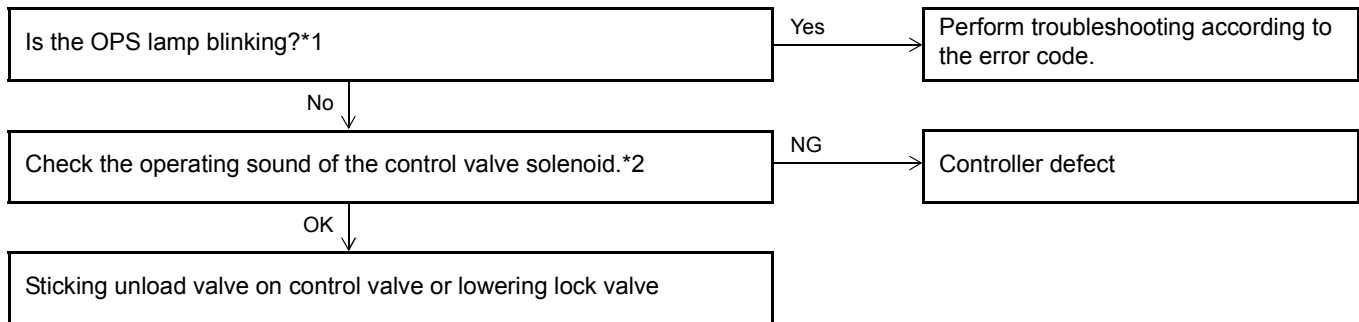 Is the OPS lamp blinking?*1
Yes
Perform troubleshooting according to
the error code.
No
Check the operating sound of the control valve solenoid.*2
NG
Controller defect
OK
Sticking unload valve on control valve or lowering lock valve